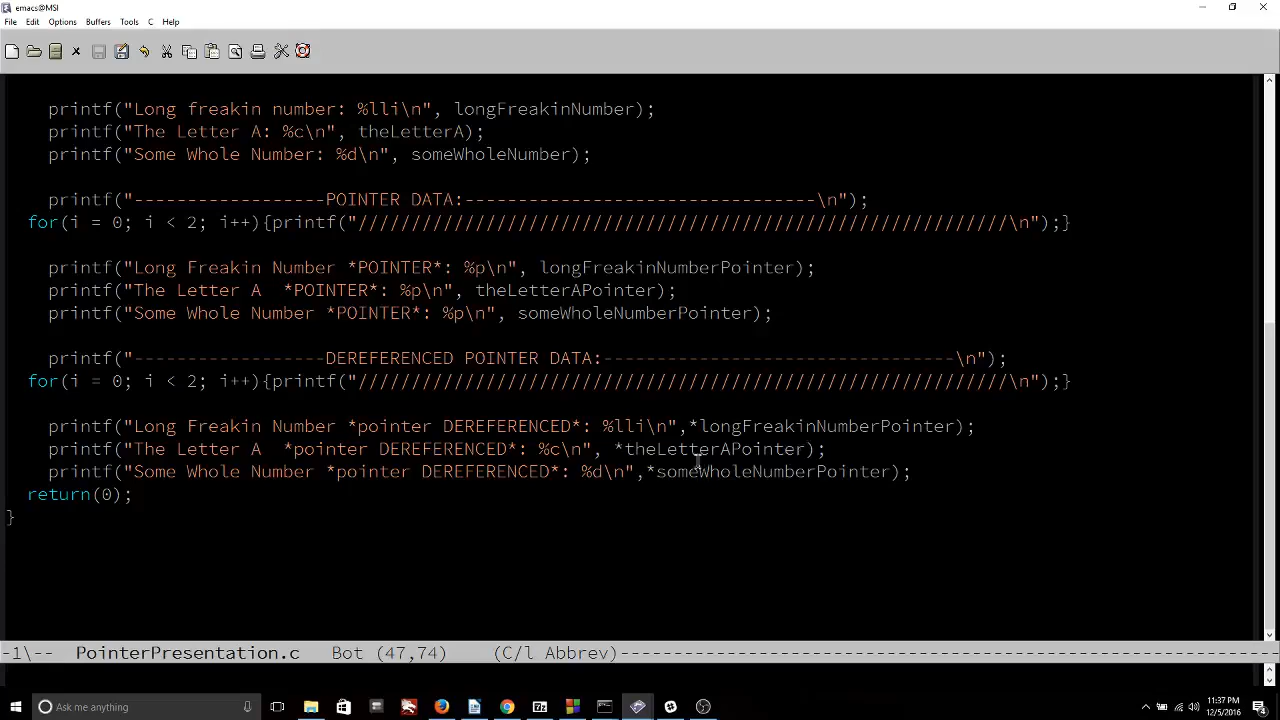 emacs@MSI
File Edit Options Buffers Tools C Help
printf("Long freakin number: %lli\n", longFreakinNumber);
printf("The Letter A: %c\n", theLetterA);
printf("Some Whole Number: %d\n", someWholeNumber);
printf("------------------POINTER DATA:---------------------------------\n");
for(i = 0; i < 2; i++){printf("/////////////////////////////////////////////////////////////\n");}
printf("Long Freakin Number *POINTER*: %p\n", longFreakinNumberPointer);
printf("The Letter A  *POINTER*: %p\n", theLetterAPointer);
printf("Some Whole Number *POINTER*: %p\n", someWholeNumberPointer);
printf("------------------DEREFERENCED POINTER DATA:---------------------------------\n");
for(i = 0; i < 2; i++){printf("/////////////////////////////////////////////////////////////\n");}
printf("Long Freakin Number *pointer DEREFERENCED*: %lli\n",*longFreakinNumberPointer);
printf("The Letter A  *pointer DEREFERENCED*: %c\n", *theLetterAPointer);
printf("Some Whole Number *pointer DEREFERENCED*: %d\n",*someWholeNumberPointer);
return(0);
}
-1\-- PointerPresentation.c Bot (47,74) (C/l Abbrev)------------------------------------------------------------
Ask me anything
11:37 PM
12/5/2016